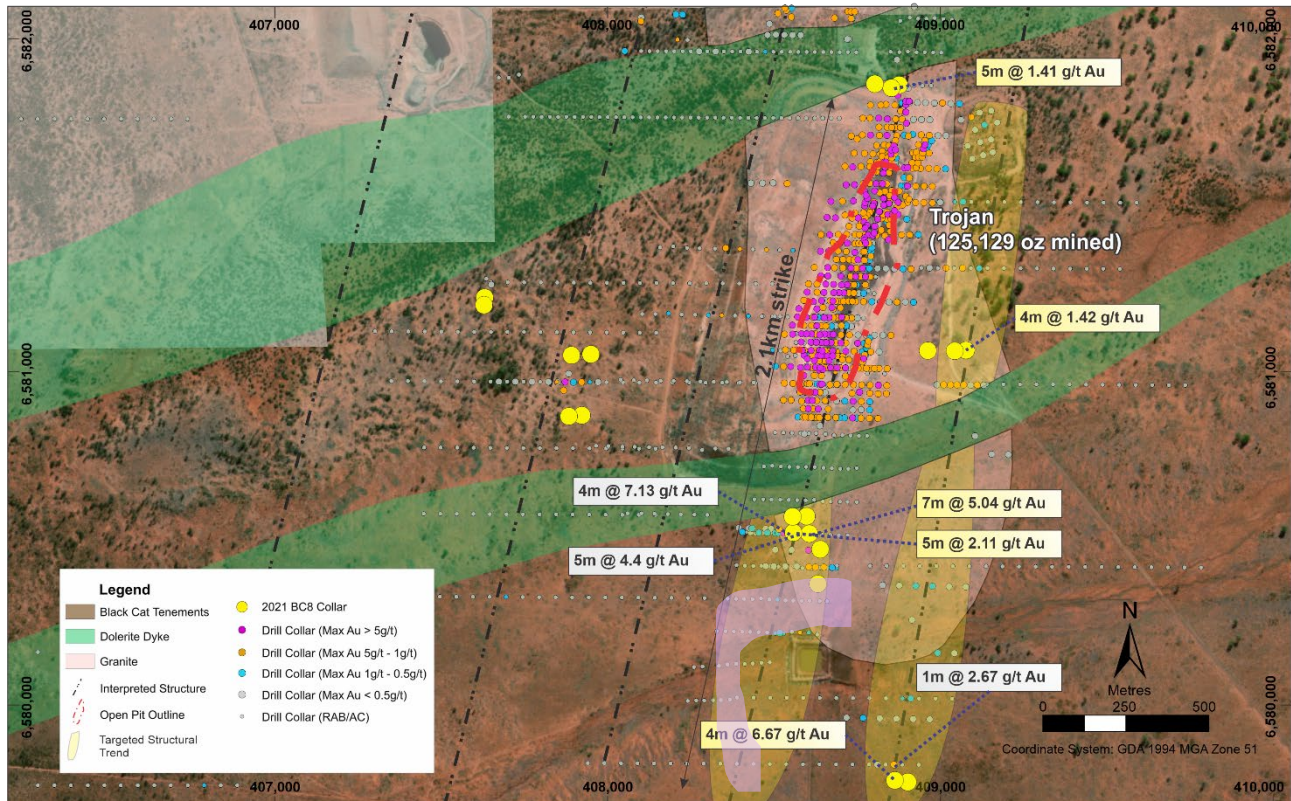 407,000
408,000
409,000
410,000
6,582,000
6,582,000
5m @ 1.41 g/t Au
Trojan
(125,129 oz mined)
2.1km strike
4m @ 1.42 g/t Au
6,581,000
6,581,000
4m @ 7.13 g/t Au
7m @ 5.04 g/t Au
5m @ 4.4 g/t Au
5m @ 2.11 g/t Au
1m @ 2.67 g/t Au
4m @ 6.67 g/t Au
6,580,000
6,580,000
Legend
Black Cat Tenements
Dolerite Dyke
Granite
Interpreted Structure
Open Pit Outline
Targeted Structural
Trend
2021 BC8 Collar
Drill Collar (Max Au > 5g/t)
Drill Collar (Max Au 5g/t - 1g/t)
Drill Collar (Max Au 1g/t - 0.5g/t)
Drill Collar (Max Au < 0.5g/t)
Drill Collar (RAB/AC)
N
Metres
0 250 500
Coordinate System: GDA 1994 MGA Zone 51
407,000
408,000
409,000
410,000